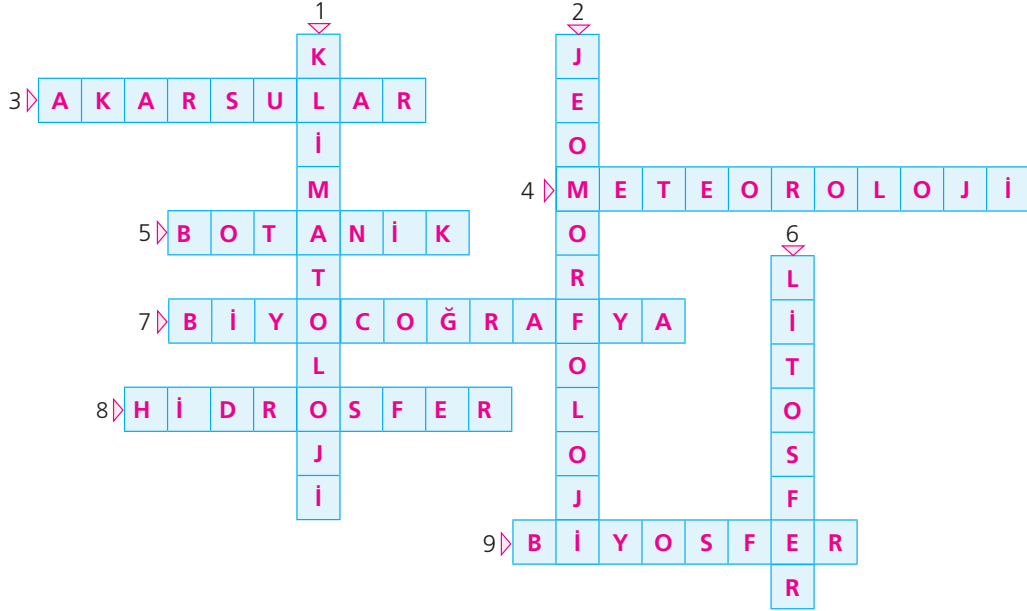 1
KLİMATOLOJİ
2
JEOMORFOLOJİ
3
AKARSULAR
4
METEOROLOJİ
5
BOTANİK
6
LİTOSFER
7
BİYOCOĞRAFYA
8
HİDROSFER
9
BİYOSFER